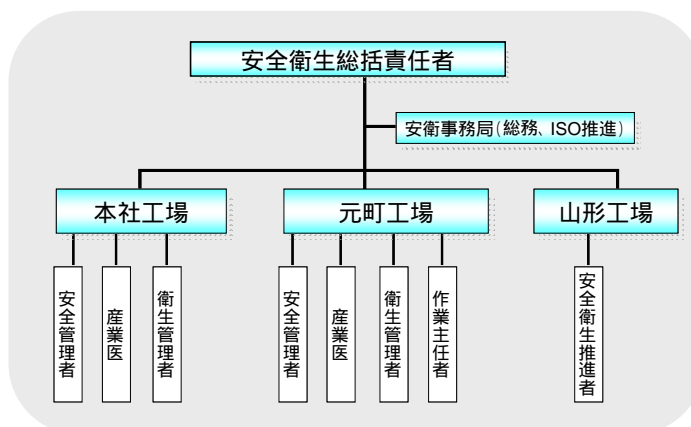 安全衛生総括責任者
安衛事務局(総務、ISO推進)
本社工場
元町工場
山形工場
安全管理者
産業医
衛生管理者
安全管理者
産業医
衛生管理者
作業主任者
安全衛生推進者